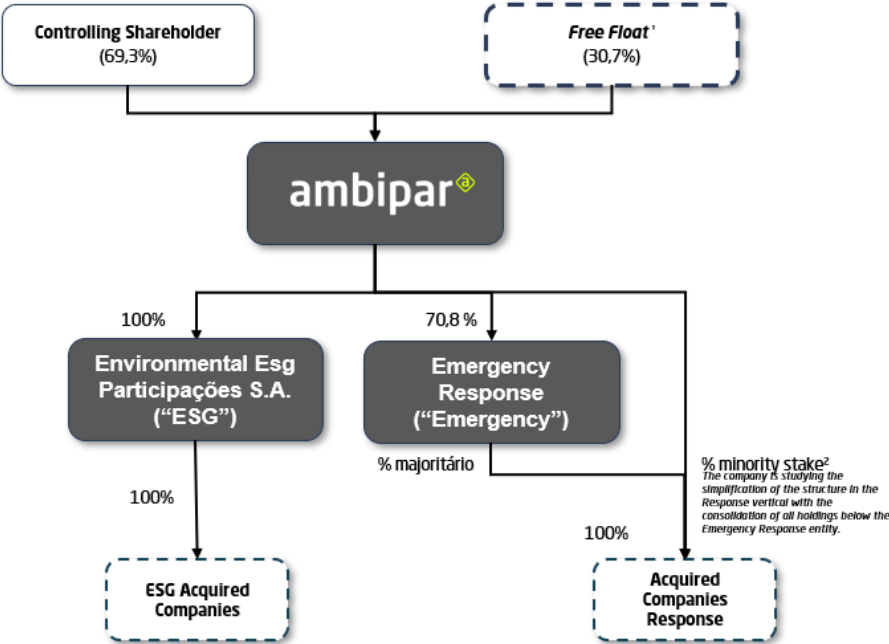 Controlling Shareholder
(69,3%)
Free Float ¹
(30,7%)
ambipar a
100%
70,8 %
Environmental Esg
Participações S.A.
(“ESG”)
Emergency
Response
(“Emergency”)
% majoritário
% minority stake²
The company is studying the
simplification of the structure in the
Response vertical with the
consolidation of all holdings below the
Emergency Response entity.
100%
100%
ESG Acquired
Companies
Acquired
Companies
Response